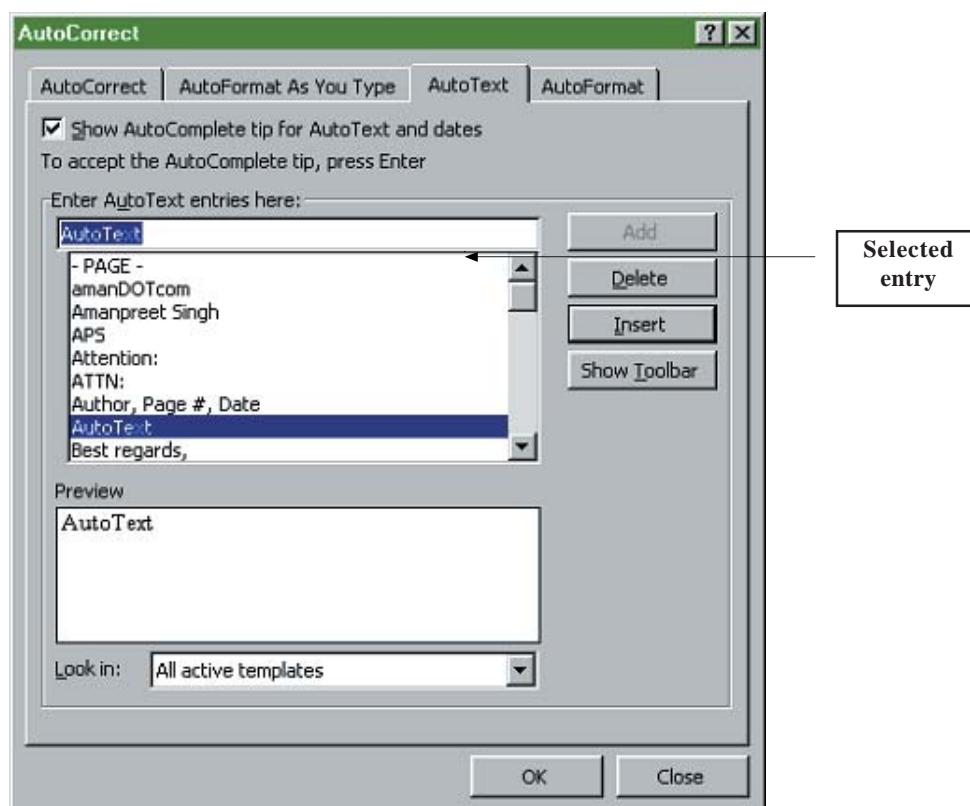 AutoCorrect
AutoCorrect AutoFormat As You Type AutoText AutoFormat
Show AutoComplete tip for AutoText and dates
To accept the AutoComplete tip, press Enter
Enter AutoText entries here:
AutoText
Add
- PAGE -
amanDOTcom
Amanpreet Singh
APS
Attention:
ATTN:
Author, Page #, Date
AutoText
Best regards,
Delete
Insert
Show Toolbar
Selected
entry
Preview
AutoText
Look in: All active templates
OK Close